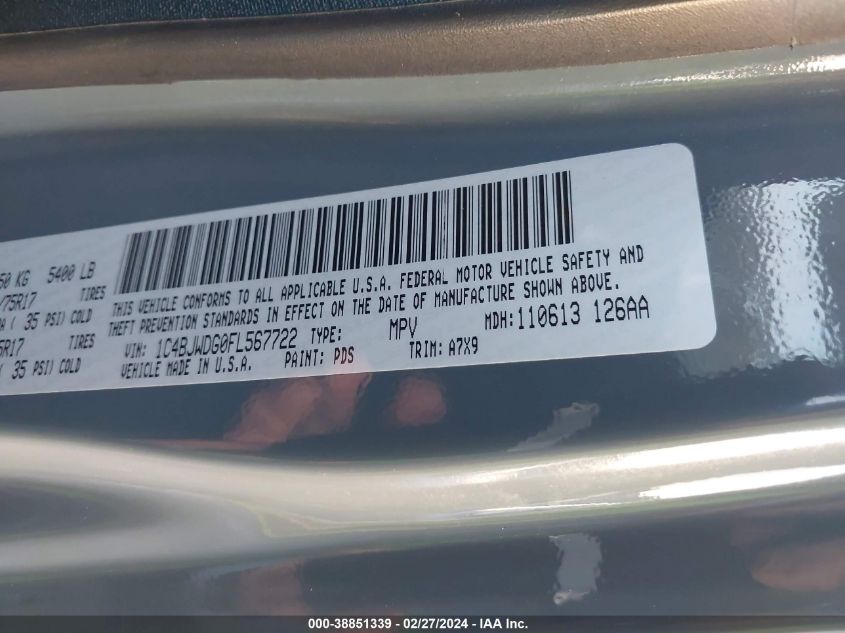 50 KG 5400 LB
/75R17 TIRES
( 35 PSI) COLD
5R17 TIRES
( 35 PSI) COLD
THIS VEHICLE CONFORMS TO ALL APPLICABLE U.S.A. FEDERAL MOTOR VEHICLE SAFETY AND
THEFT PREVENTION STANDARDS IN EFFECT ON THE DATE OF MANUFACTURE SHOWN ABOVE.
VIN: 1C4BJWDG0FL567722 TYPE: MPV MDH:110613 126AA
VEHICLE MADE IN U.S.A. PAINT: PDS TRIM: A7X9
000-38851339 - 02/27/2024 - IAA Inc.